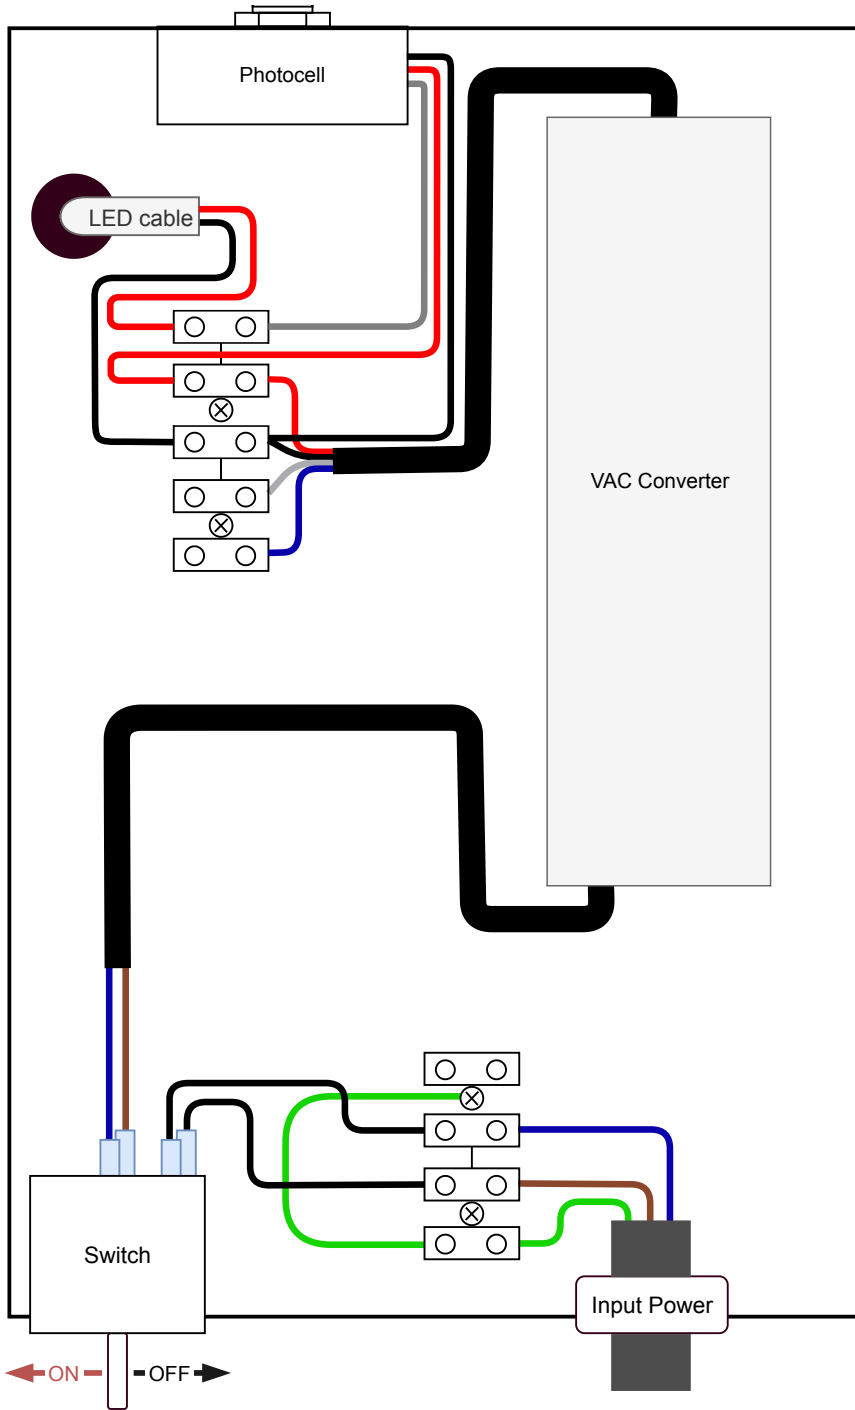 Photocell
LED cable
VAC Converter
Switch
Input Power
ON
OFF